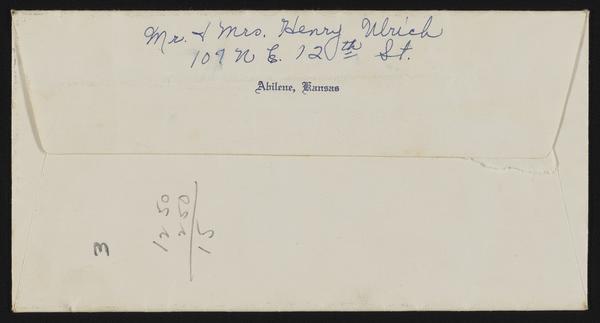 Mr. & Mrs. Henry Ulrich
109 N E. 12th St.
Abilene, Kansas
3
12 50
2 50
15